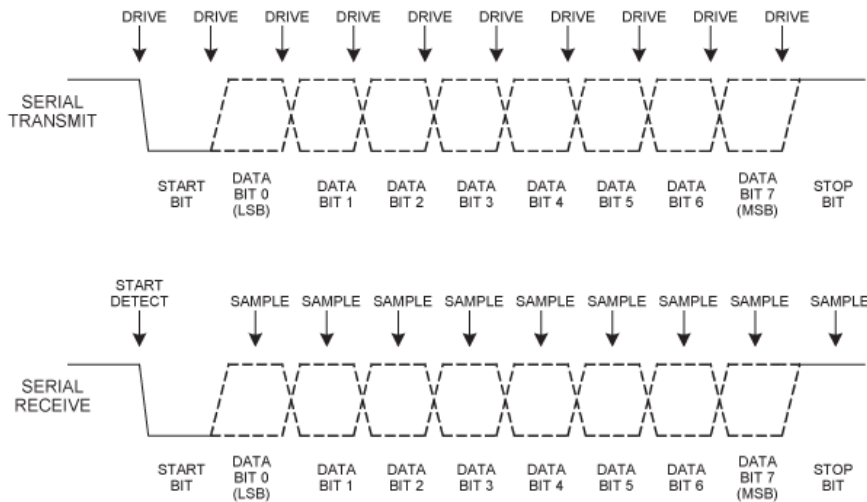 DRIVE DRIVE DRIVE DRIVE DRIVE DRIVE DRIVE DRIVE DRIVE DRIVE
SERIAL
TRANSMIT
START
BIT
DATA
BIT 0
(LSB)
DATA
BIT 1
DATA
BIT 2
DATA
BIT 3
DATA
BIT 4
DATA
BIT 5
DATA
BIT 6
DATA
BIT 7
(MSB)
STOP
BIT
START
DETECT
SAMPLE SAMPLE SAMPLE SAMPLE SAMPLE SAMPLE SAMPLE SAMPLE SAMPLE
SERIAL
RECEIVE
START
BIT
DATA
BIT 0
(LSB)
DATA
BIT 1
DATA
BIT 2
DATA
BIT 3
DATA
BIT 4
DATA
BIT 5
DATA
BIT 6
DATA
BIT 7
(MSB)
STOP
BIT